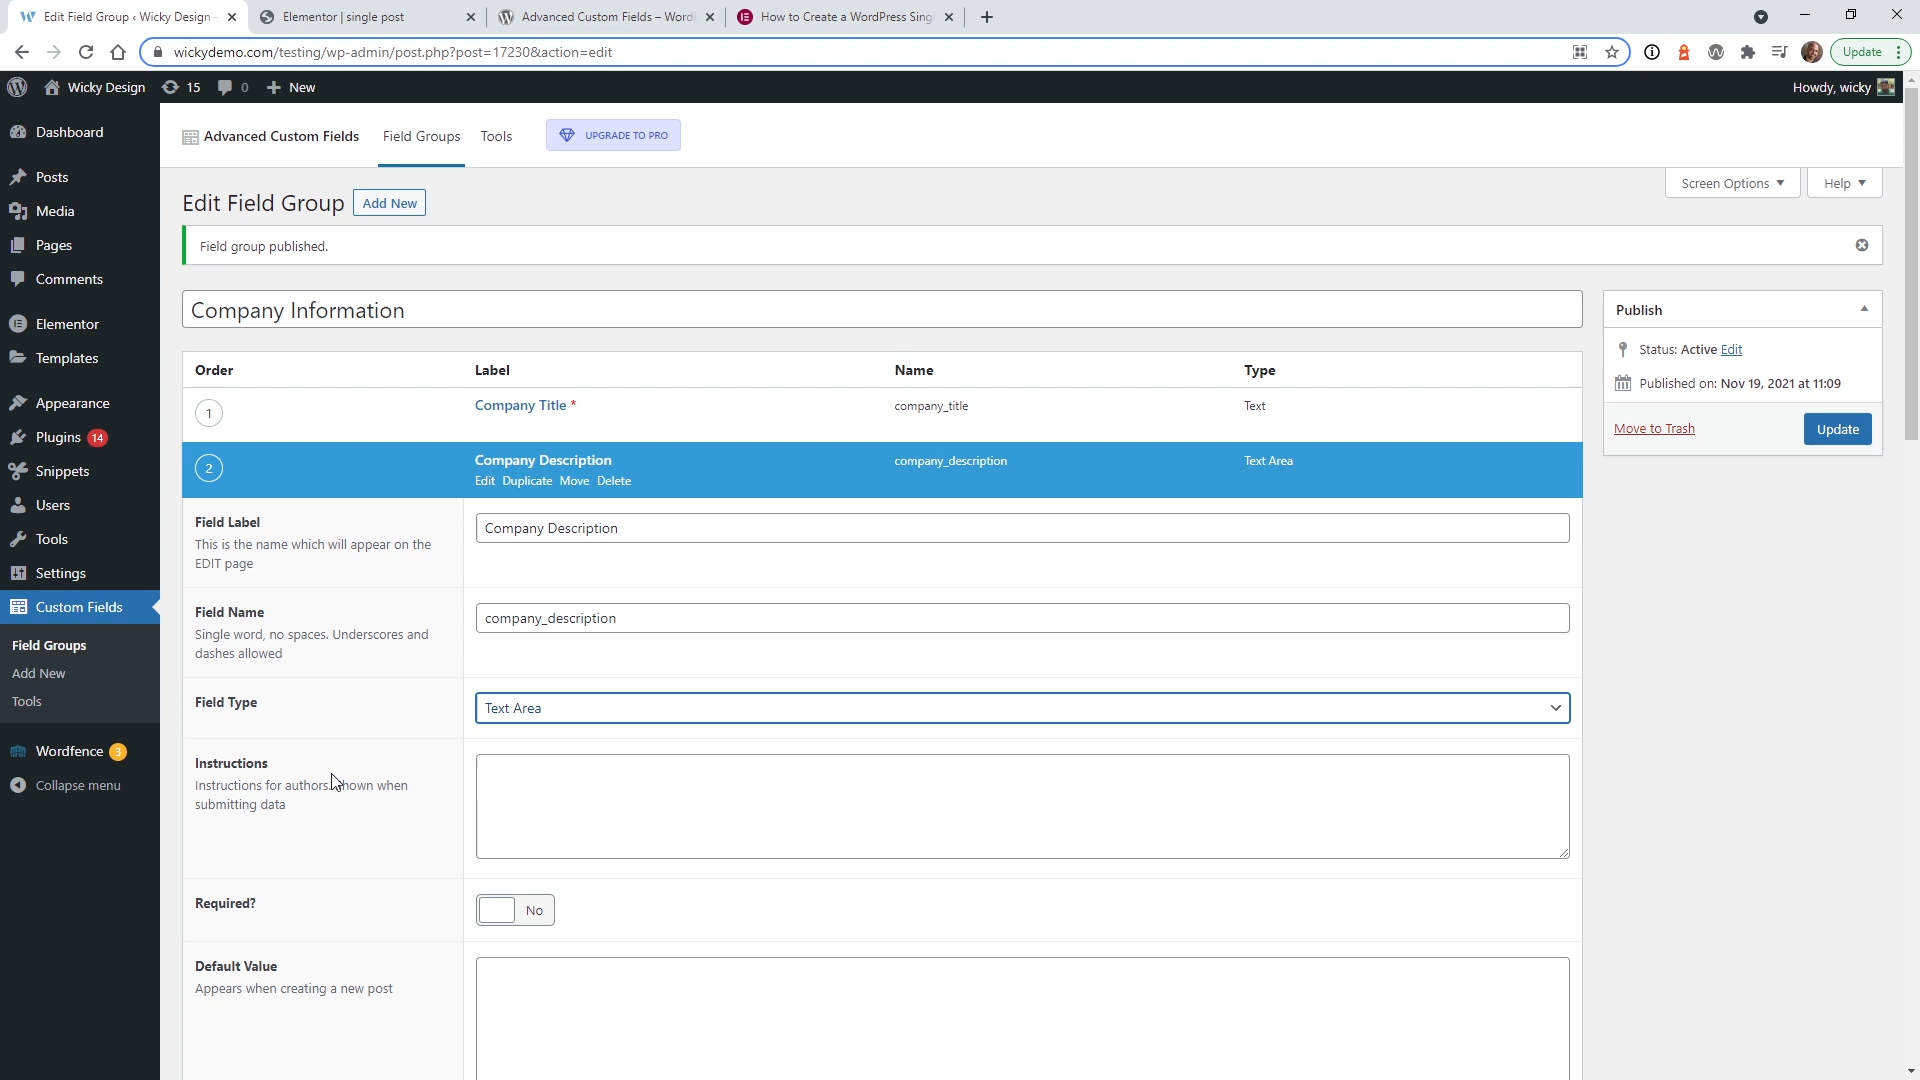 Edit Field Group ‹ Wicky Design –
Elementor | single post
Advanced Custom Fields – Word
How to Create a WordPress Sing
wickydemo.com/testing/wp-admin/post.php?post=17230&action=edit
Update
Wicky Design
15
0
New
Howdy, wicky
Dashboard
Posts
Media
Pages
Comments
Elementor
Templates
Appearance
Plugins 14
Snippets
Users
Tools
Settings
Custom Fields
Field Groups
Add New
Tools
Wordfence 3
Collapse menu
Advanced Custom Fields
Field Groups
Tools
UPGRADE TO PRO
Screen Options
Help
Edit Field Group
Add New
Field group published.
Company Information
Order Label Name Type
1 Company Title * company_title Text
2 Company Description company_description Text Area
Edit Duplicate Move Delete
Field Label
This is the name which will appear on the
EDIT page
Company Description
Field Name
Single word, no spaces. Underscores and
dashes allowed
company_description
Field Type
Text Area
Instructions
Instructions for authors. Shown when
submitting data
Required?
No
Default Value
Appears when creating a new post
Publish
Status: Active Edit
Published on: Nov 19, 2021 at 11:09
Move to Trash
Update